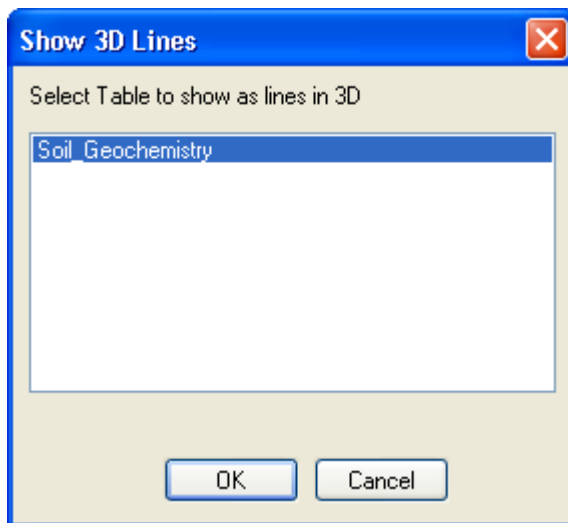 Show 3D Lines
Select Table to show as lines in 3D
Soil_Geochemistry
OK
Cancel